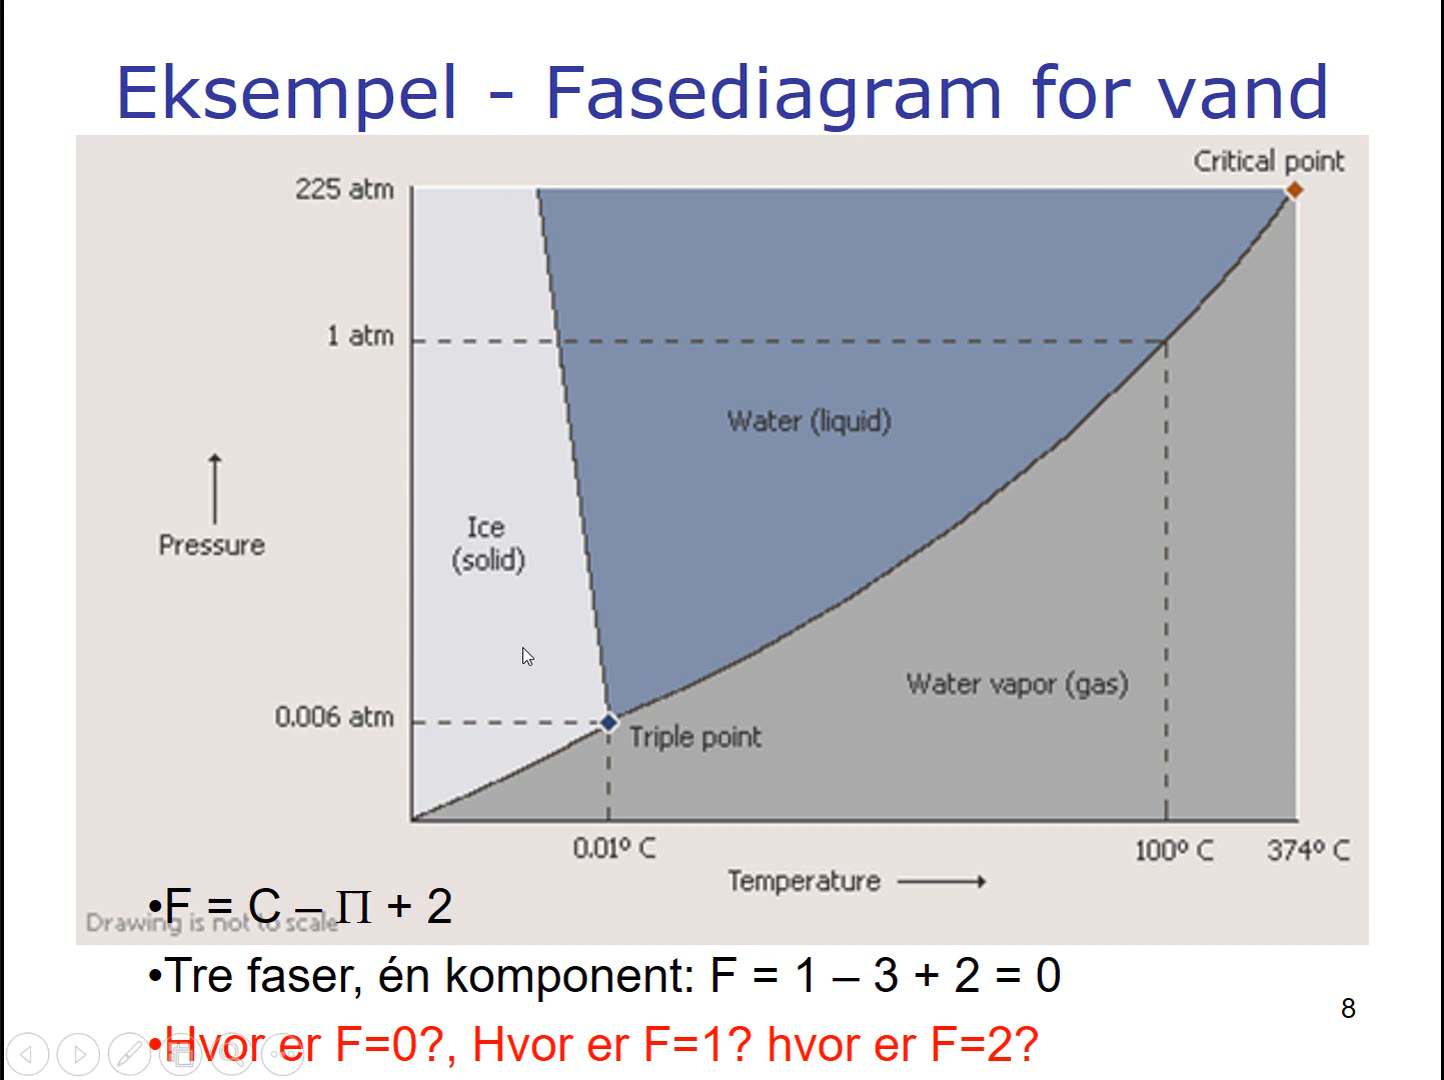 Eksempel - Fasediagram for vand
Critical point
225 atm
1 atm
Water (liquid)
Ice
(solid)
Pressure
Water vapor (gas)
0.006 atm
Triple point
0.01º C
100º C
374º C
Temperature
•F = C – Π + 2
Drawing is not to scale
•Tre faser, én komponent: F = 1 – 3 + 2 = 0
8
•Hvor er F=0?, Hvor er F=1? hvor er F=2?